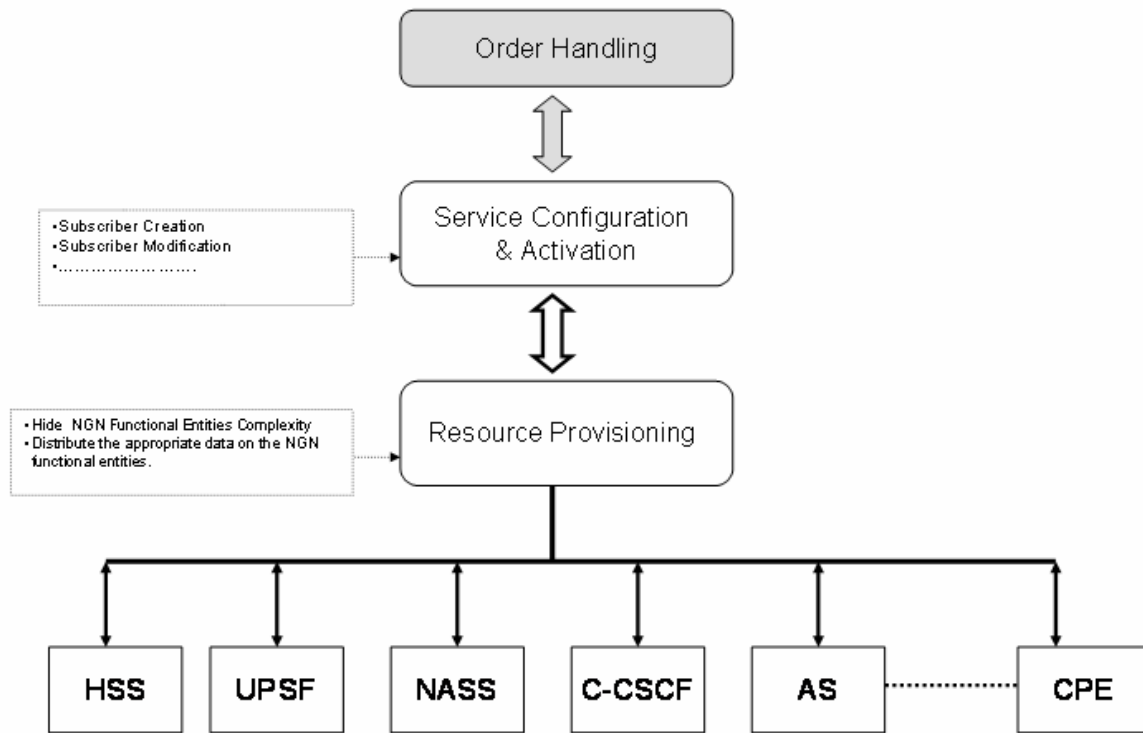 Order Handling
Service Configuration
& Activation
•Subscriber Creation
•Subscriber Modification
•…………………….
Resource Provisioning
• Hide NGN Functional Entities Complexity
• Distribute the appropriate data on the NGN
functional entities.
HSS UPSF NASS C-CSCF AS CPE